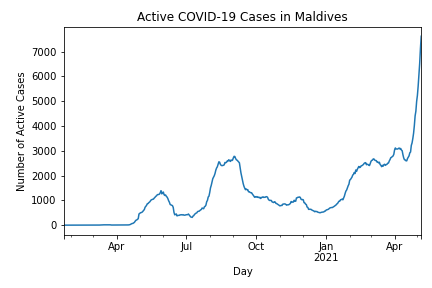 Active COVID-19 Cases in Maldives
Number of Active Cases
7000
6000
5000
4000
3000
2000
1000
0
Apr
Jul
Oct
Jan
2021
Apr
Day